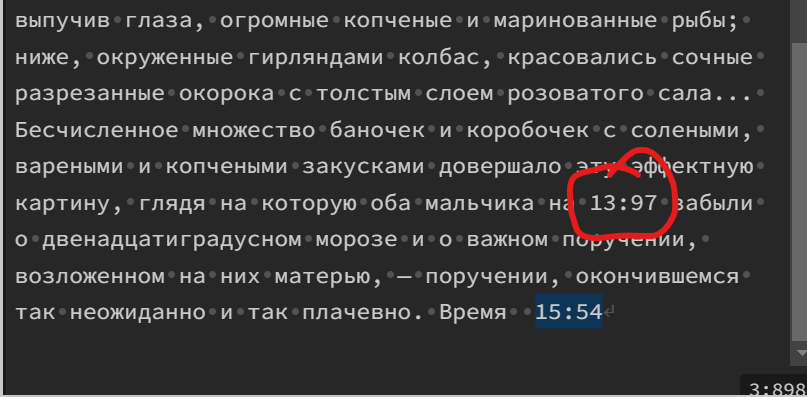 выпучив глаза, огромные копченые и маринованные рыбы;
ниже, окруженные гирляндами колбас, красовались сочные
разрезанные окорока с толстым слоем розоватого сала...
Бесчисленное множество баночек и коробочек с солеными,
вареными и копчеными закусками довершало эту эффектную
картину, глядя на которую оба мальчика на 13:97 забыли
о двенадцатиградусном морозе и о важном поручении,
возложенном на них матерью, — поручении, окончившемся
так неожиданно и так плачевно. Время  15:54
3:898